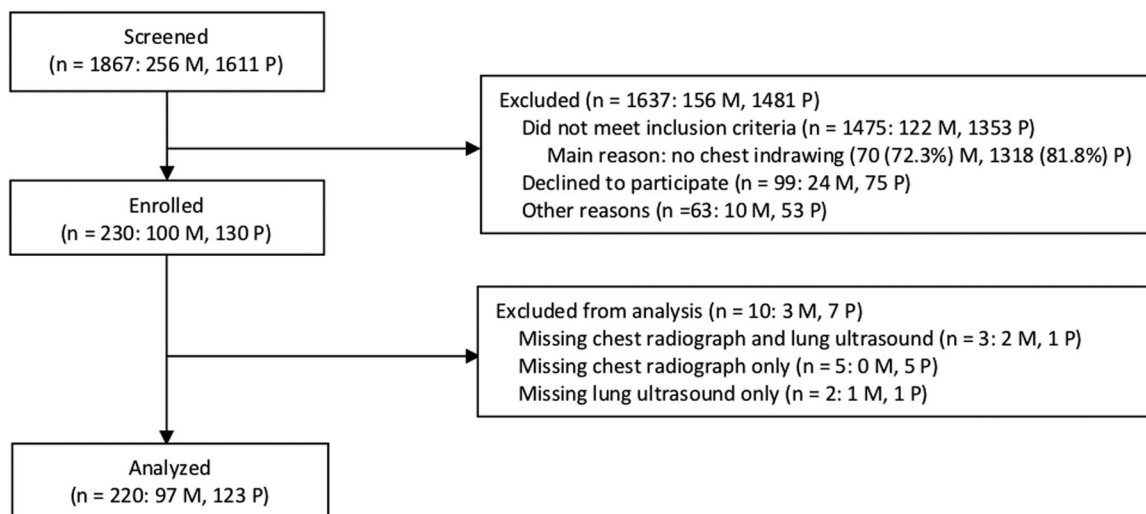 Screened
(n = 1867: 256 M, 1611 P)
Excluded (n = 1637: 156 M, 1481 P)
Did not meet inclusion criteria (n = 1475: 122 M, 1353 P)
Main reason: no chest indrawing (70 (72.3%) M, 1318 (81.8%) P)
Declined to participate (n = 99: 24 M, 75 P)
Other reasons (n =63: 10 M, 53 P)
Enrolled
(n = 230: 100 M, 130 P)
Excluded from analysis (n = 10: 3 M, 7 P)
Missing chest radiograph and lung ultrasound (n = 3: 2 M, 1 P)
Missing chest radiograph only (n = 5: 0 M, 5 P)
Missing lung ultrasound only (n = 2: 1 M, 1 P)
Analyzed
(n = 220: 97 M, 123 P)